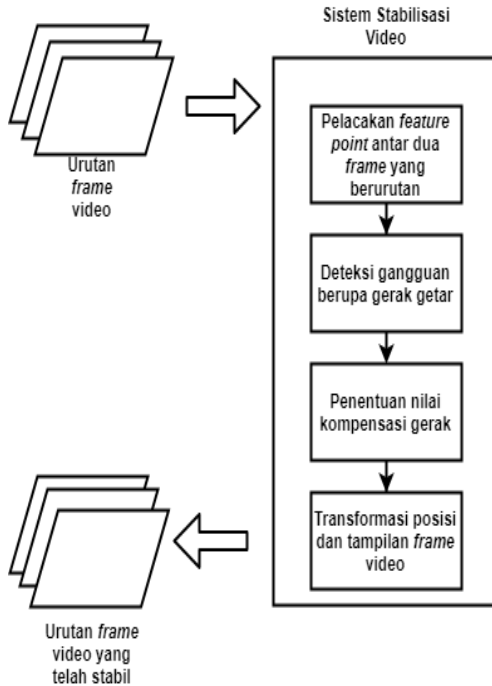 Sistem Stabilisasi
Video
Urutan
frame
video
Pelacakan feature
point antar dua
frame yang
berurutan
Deteksi gangguan
berupa gerak getar
Penentuan nilai
kompensasi gerak
Transformasi posisi
dan tampilan frame
video
Urutan frame
video yang
telah stabil